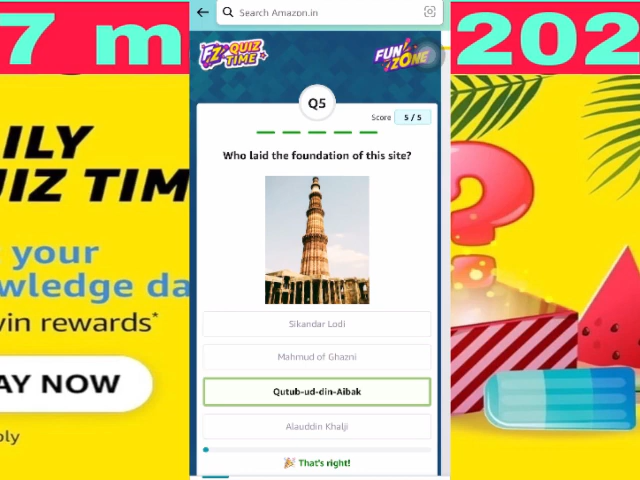 7 m
202
Search Amazon.in
FZ QUIZ
TIME
FUN!
ZONE
Q5
Score 5 / 5
Who laid the foundation of this site?
Sikandar Lodi
Mahmud of Ghazni
Qutub-ud-din-Aibak
Alauddin Khalji
🎉 That's right!
ILY
UIZ TIM
your
wledge da
win rewards*
AY NOW
ply